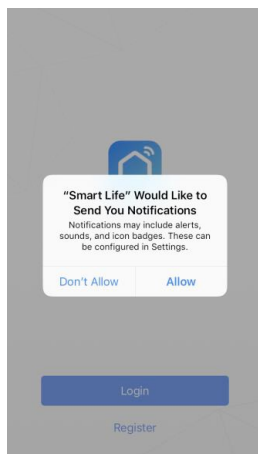 "Smart Life" Would Like to
Send You Notifications
Notifications may include alerts,
sounds, and icon badges. These can
be configured in Settings.
Don't Allow
Allow
Login
Register